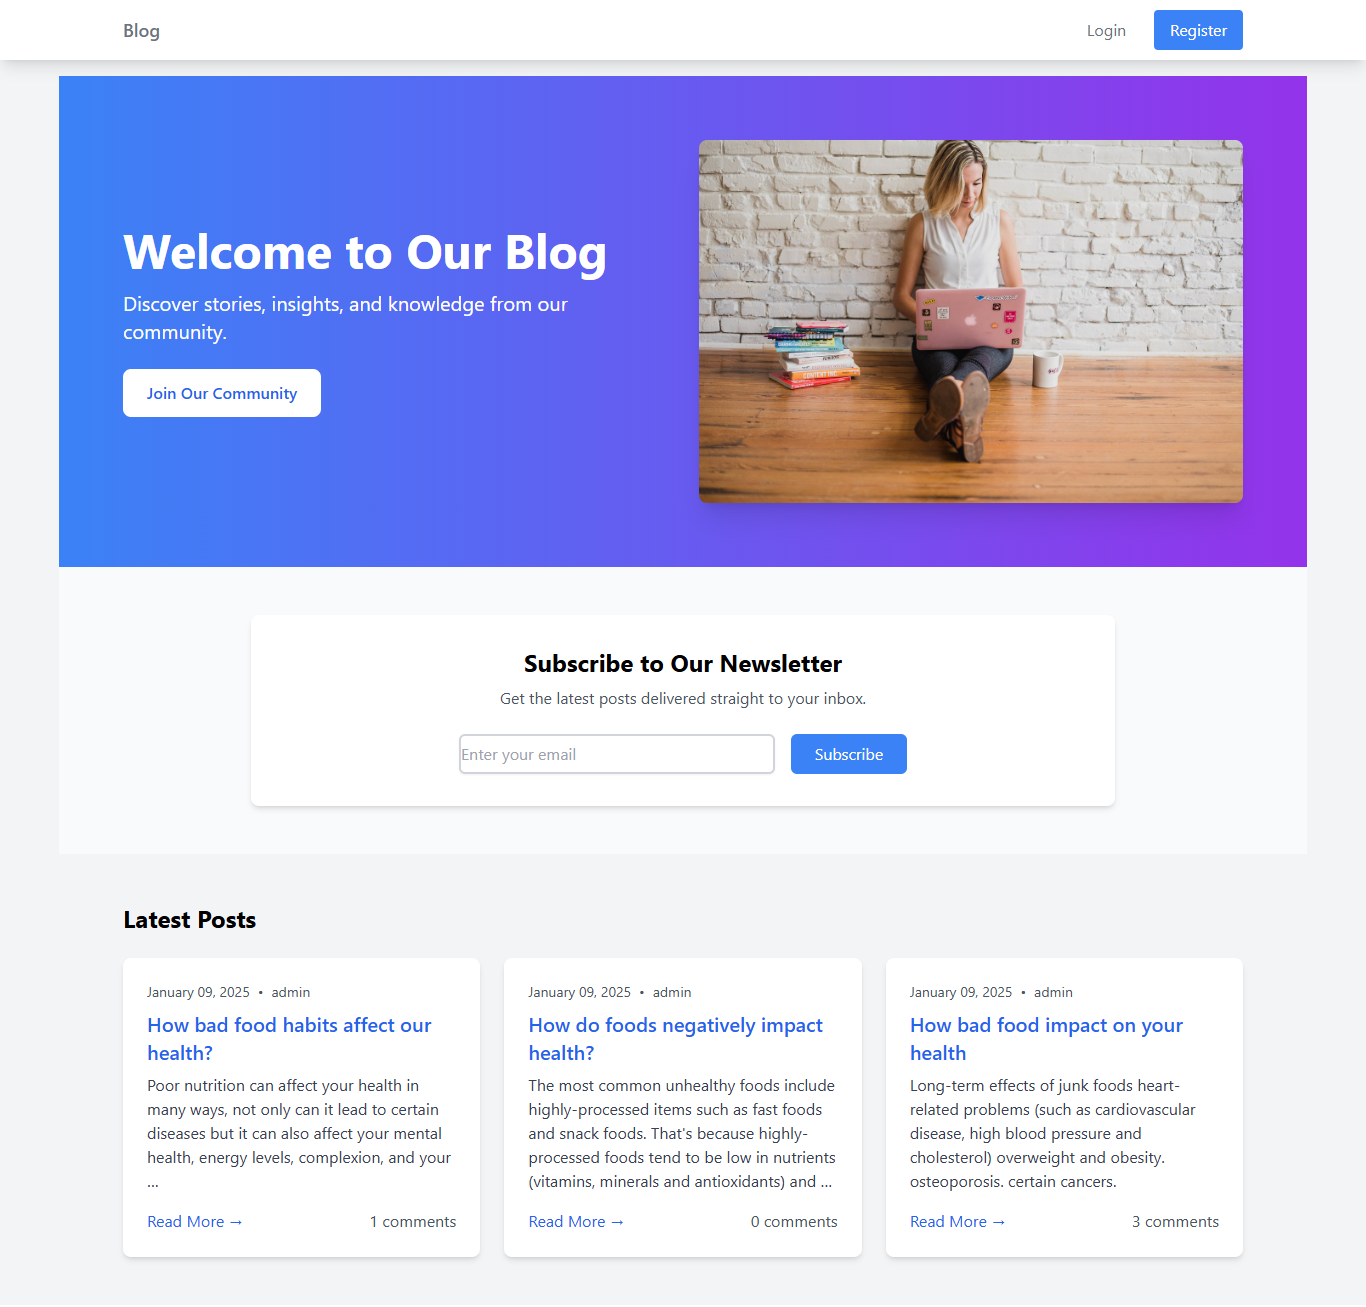 Blog
Login
Register
Welcome to Our Blog
Discover stories, insights, and knowledge from our
community.
Join Our Community
Subscribe to Our Newsletter
Get the latest posts delivered straight to your inbox.
Enter your email
Subscribe
Latest Posts
January 09, 2025 • admin
How bad food habits affect our
health?
Poor nutrition can affect your health in
many ways, not only can it lead to certain
diseases but it can also affect your mental
health, energy levels, complexion, and your
...
Read More →
1 comments
January 09, 2025 • admin
How do foods negatively impact
health?
The most common unhealthy foods include
highly-processed items such as fast foods
and snack foods. That's because highly-
processed foods tend to be low in nutrients
(vitamins, minerals and antioxidants) and ...
Read More →
0 comments
January 09, 2025 • admin
How bad food impact on your
health
Long-term effects of junk foods heart-
related problems (such as cardiovascular
disease, high blood pressure and
cholesterol) overweight and obesity.
osteoporosis. certain cancers.
Read More →
3 comments